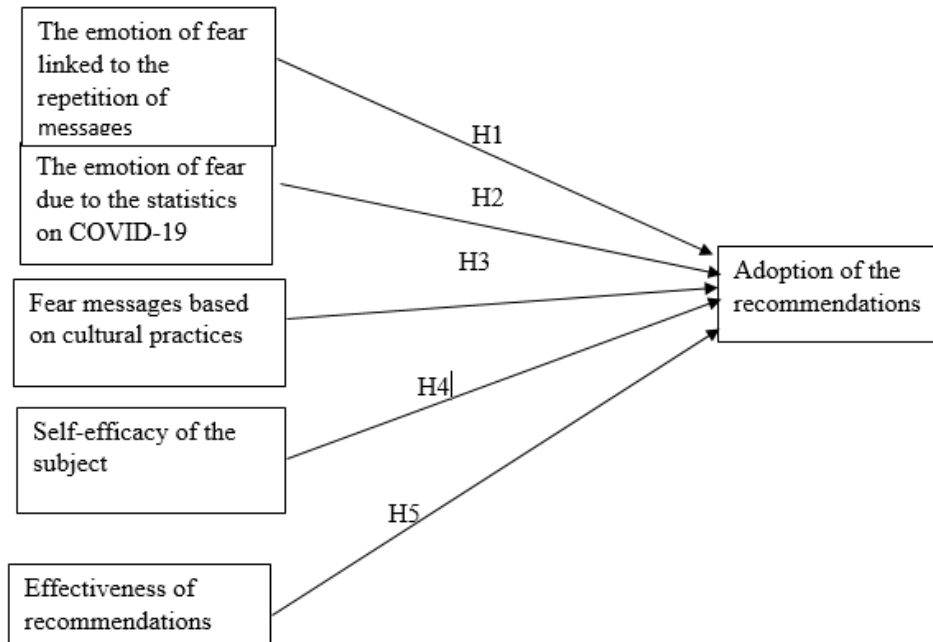 The emotion of fear
linked to the
repetition of
messages
H1
The emotion of fear
due to the statistics
on COVID-19
H2
H3
Fear messages based
on cultural practices
Adoption of the
recommendations
H4
Self-efficacy of the
subject
H5
Effectiveness of
recommendations